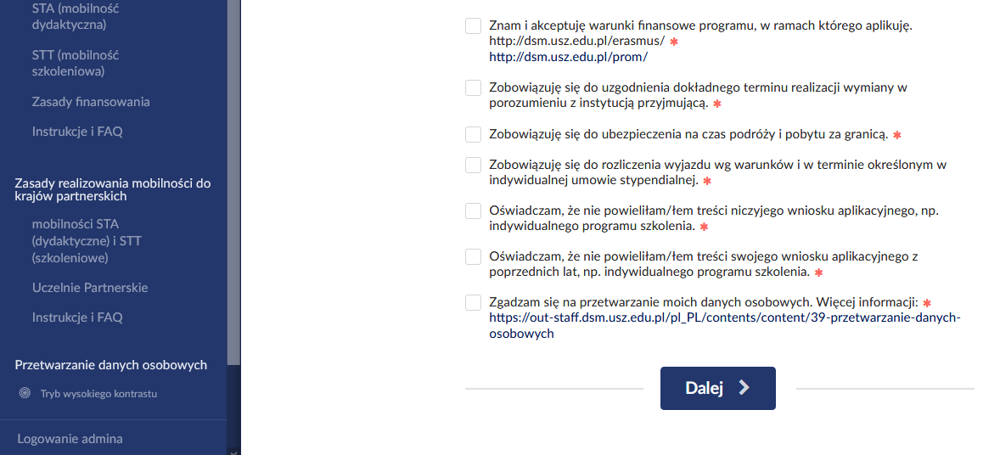 STA (mobilność
dydaktyczna)
STT (mobilność
szkoleniowa)
Zasady finansowania
Instrukcje i FAQ
Zasady realizowania mobilności do
krajów partnerskich
mobilności STA
(dydaktyczne) i STT
(szkoleniowe)
Uczelnie Partnerskie
Instrukcje i FAQ
Przetwarzanie danych osobowych
Tryb wysokiego kontrastu
Logowanie admina
Znam i akceptuję warunki finansowe programu, w ramach którego aplikuję.
http://dsm.usz.edu.pl/erasmus/ *
http://dsm.usz.edu.pl/prom/
Zobowiązuję się do uzgodnienia dokładnego terminu realizacji wymiany w
porozumieniu z instytucją przyjmującą. *
Zobowiązuję się do ubezpieczenia na czas podróży i pobytu za granicą. *
Zobowiązuję się do rozliczenia wyjazdu wg warunków i w terminie określonym w
indywidualnej umowie stypendialnej. *
Oświadczam, że nie powieliłam/łem treści niczyjego wniosku aplikacyjnego, np.
indywidualnego programu szkolenia. *
Oświadczam, że nie powieliłam/łem treści swojego wniosku aplikacyjnego z
poprzednich lat, np. indywidualnego programu szkolenia. *
Zgadzam się na przetwarzanie moich danych osobowych. Więcej informacji: *
https://out-staff.dsm.usz.edu.pl/pl_PL/contents/content/39-przetwarzanie-danych-
osobowych
Dalej